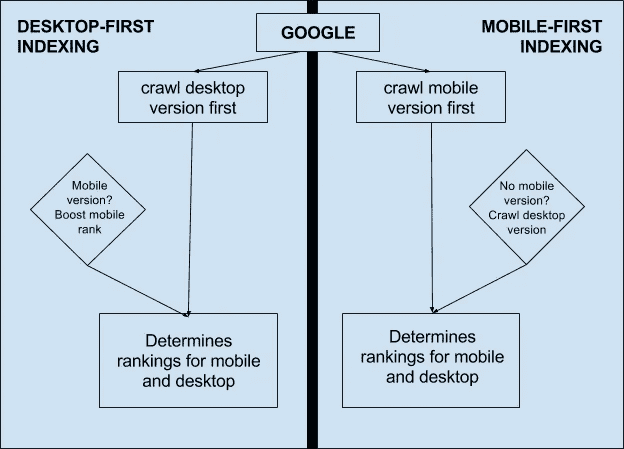 DESKTOP-FIRST
INDEXING
GOOGLE
MOBILE-FIRST
INDEXING
crawl desktop
version first
crawl mobile
version first
Mobile
version?
Boost mobile
rank
No mobile
version?
Crawl desktop
version
Determines
rankings for mobile
and desktop
Determines
rankings for mobile
and desktop